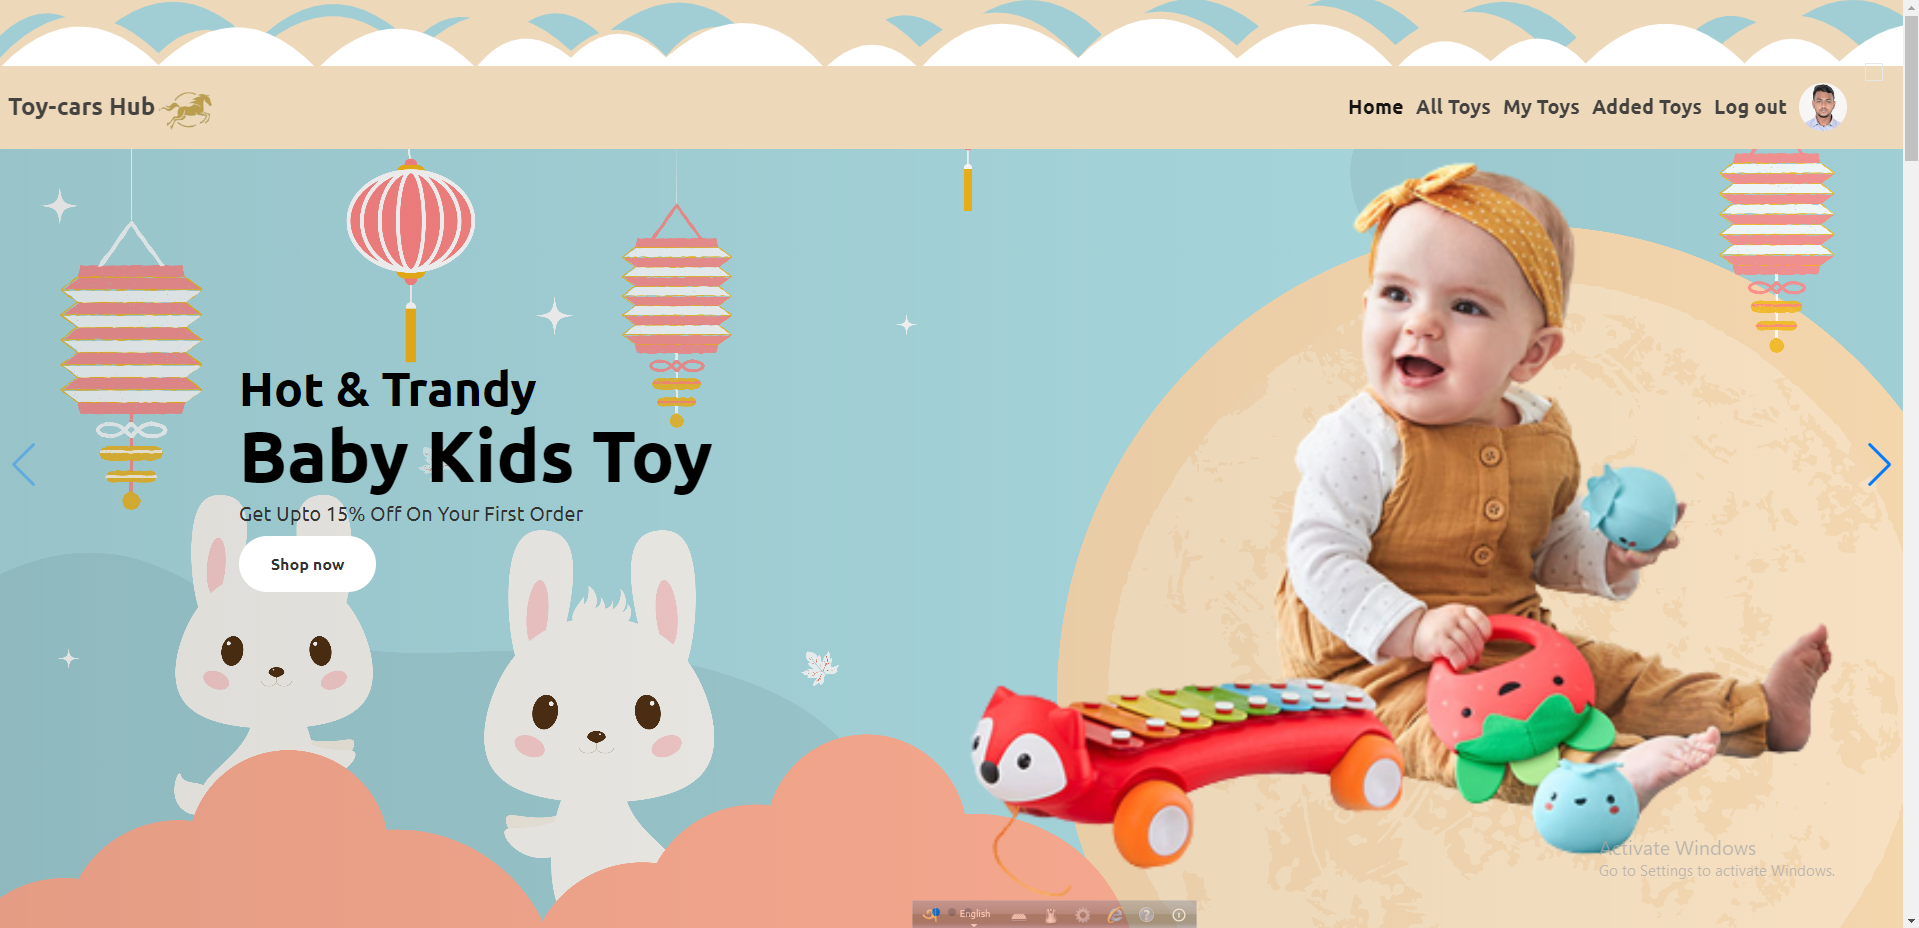 Toy-cars Hub
Home All Toys My Toys Added Toys Log out
Hot & Trandy
Baby Kids Toy
Get Upto 15% Off On Your First Order
Shop now
Activate Windows
Go to Settings to activate Windows.
English